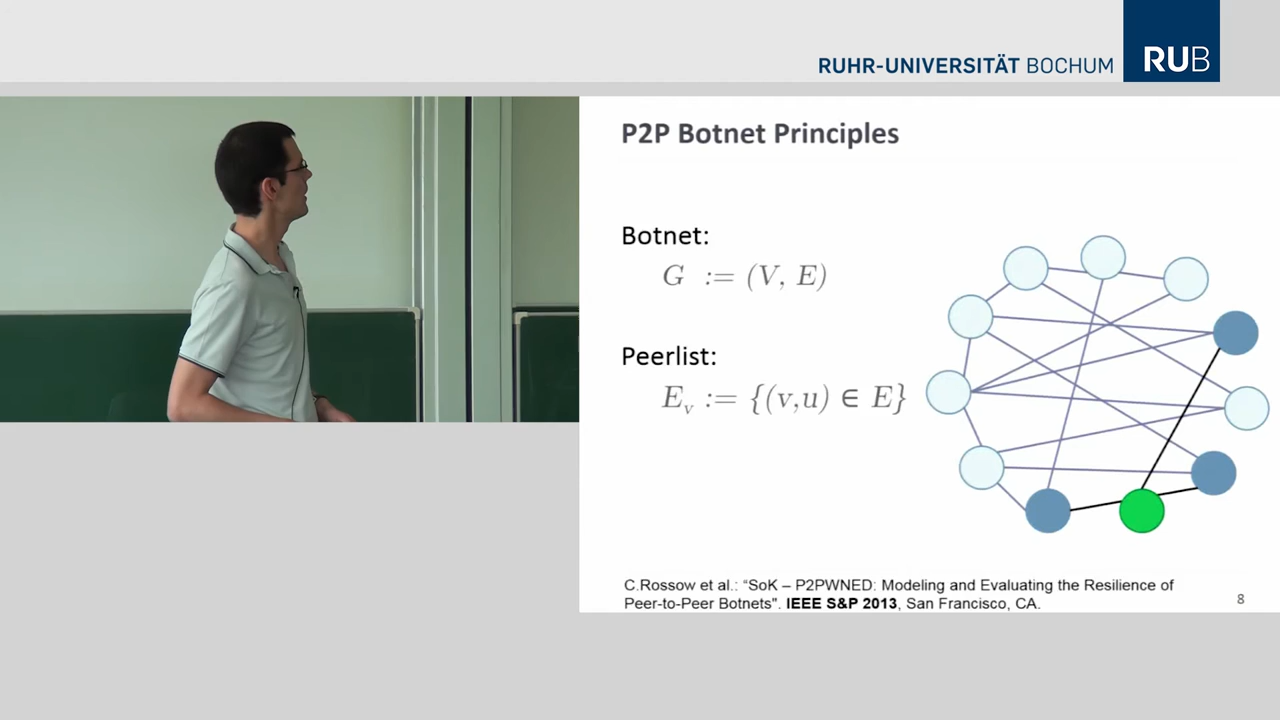 RUHR-UNIVERSITÄT BOCHUM
RUB
P2P Botnet Principles
Botnet:
G := (V, E)
Peerlist:
Eᵥ := {(v,u) ∈ E}
C.Rossow et al.: “SoK – P2PWNED: Modeling and Evaluating the Resilience of
Peer-to-Peer Botnets". IEEE S&P 2013, San Francisco, CA.
8